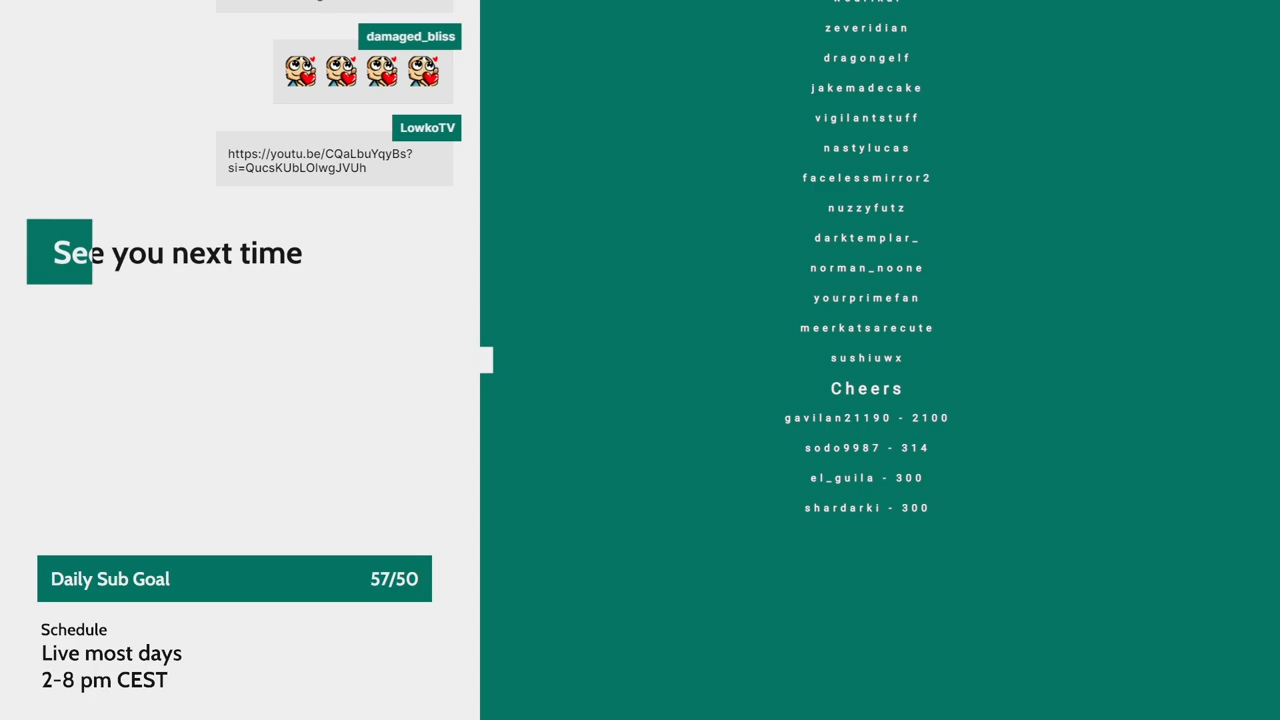 damaged_bliss
LowkoTV
https://youtu.be/CQaLbuYqyBs?
si=QucsKUbLOlwgJVUh
See you next time
Daily Sub Goal 57/50
Schedule
Live most days
2-8 pm CEST
zeveridian
dragongelf
jakemadecake
vigilantstuff
nastylucas
facelessmirror2
nuzzyfutz
darktemplar_
norman_noone
yourprimefan
meerkatsarecute
sushiuwx
Cheers
gavilan21190 - 2100
sodo9987 - 314
el_guila - 300
shardarki - 300